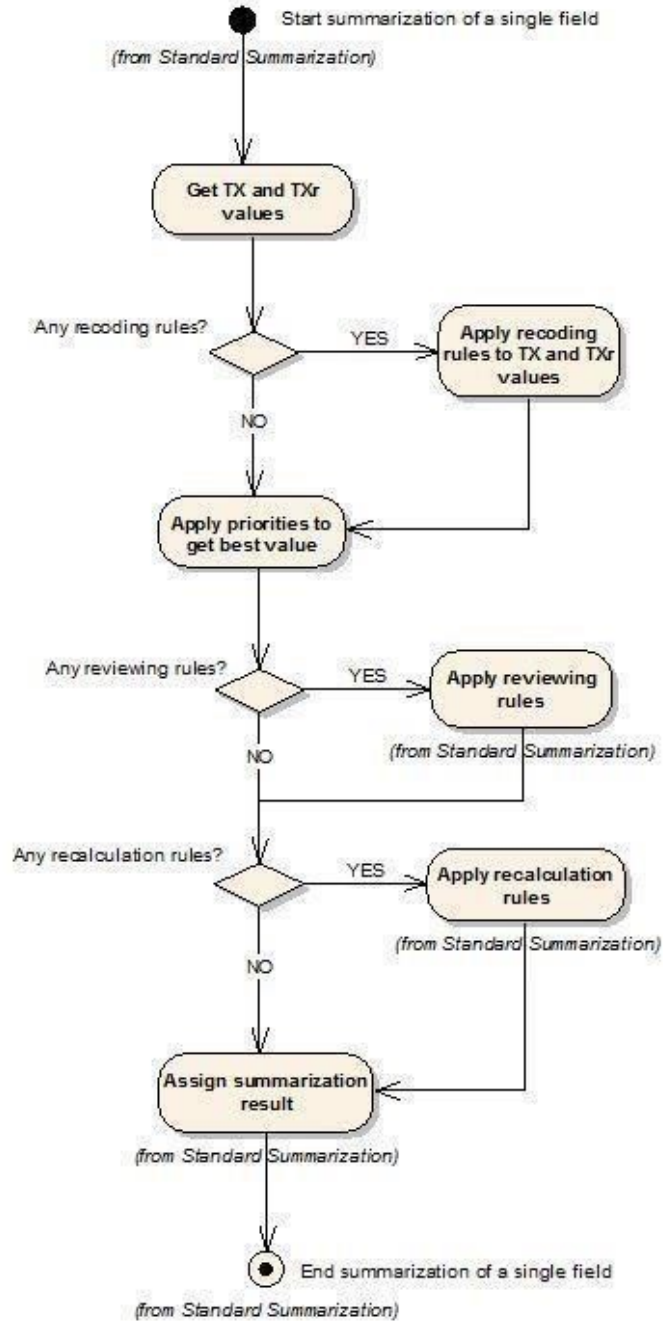 Start summarization of a single field
(from Standard Summarization)
Get TX and TXr
values
Any recoding rules?
YES
Apply recoding
rules to TX and TXr
values
NO
Apply priorities to
get best value
Any reviewing rules?
YES
Apply reviewing
rules
(from Standard Summarization)
NO
Any recalculation rules?
YES
Apply recalculation
rules
(from Standard Summarization)
NO
Assign summarization
result
(from Standard Summarization)
End summarization of a single field
(from Standard Summarization)